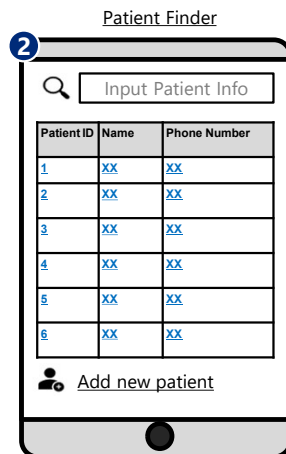 Patient Finder
2
Input Patient Info
Patient ID Name Phone Number
1 XX XX
2 XX XX
3 XX XX
4 XX XX
5 XX XX
6 XX XX
Add new patient